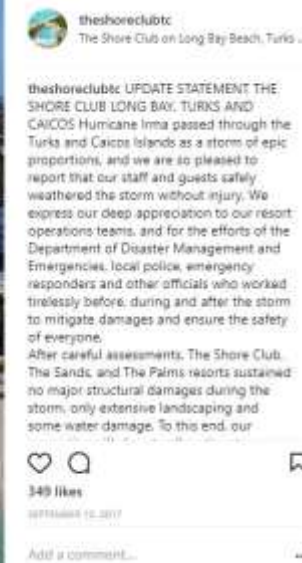 theshoreclubtc
The Shore Club on Long Bay Beach, Turks ...
theshoreclubtc UPDATE STATEMENT THE
SHORE CLUB LONG BAY, TURKS AND
CAICOS Hurricane Irma passed through the
Turks and Caicos Islands as a storm of epic
proportions, and we are so pleased to
report that our staff and guests safely
weathered the storm without injury. We
express our deep appreciation to our resort
operations teams, and for the efforts of the
Department of Disaster Management and
Emergencies, local police, emergency
responders and other officials who worked
tirelessly before, during and after the storm
to mitigate damages and ensure the safety
of everyone.
After careful assessments, The Shore Club,
The Sands, and The Palms resorts sustained
no major structural damages during the
storm, only extensive landscaping and
some water damage. To this end, our
349 likes
SEPTEMBER 2017
Add a comment...